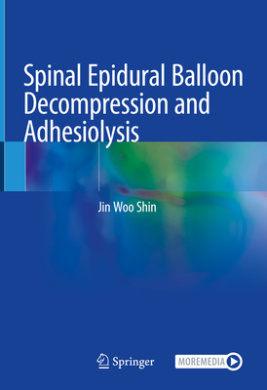 Spinal Epidural Balloon
Decompression and
Adhesiolysis
Jin Woo Shin
Springer
MOREMEDIA